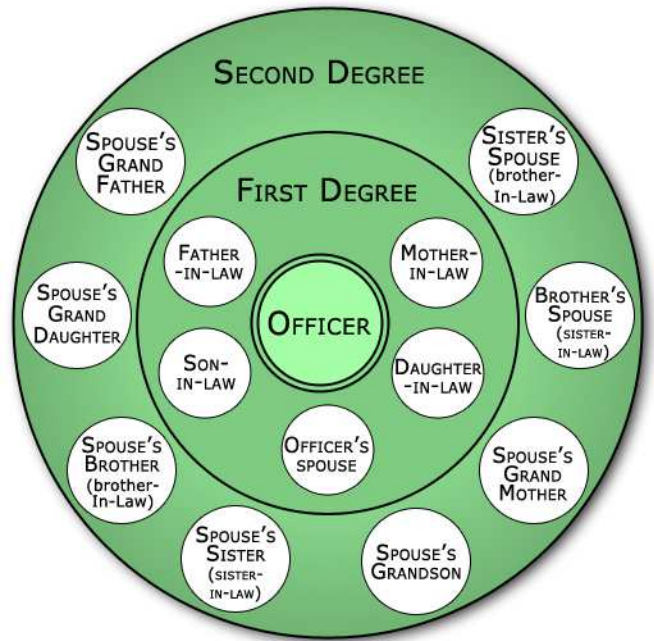 SECOND DEGREE
SPOUSE'S
GRAND
FATHER
SISTER'S
SPOUSE
(brother-
In-Law)
FIRST DEGREE
FATHER
-IN-LAW
MOTHER-
IN-LAW
SPOUSE'S
GRAND
DAUGHTER
OFFICER
BROTHER'S
SPOUSE
(SISTER-
IN-LAW)
SON-
IN-LAW
DAUGHTER
-IN-LAW
SPOUSE'S
BROTHER
(brother-
In-Law)
OFFICER'S
SPOUSE
SPOUSE'S
GRAND
MOTHER
SPOUSE'S
SISTER
(SISTER-
IN-LAW)
SPOUSE'S
GRANDSON